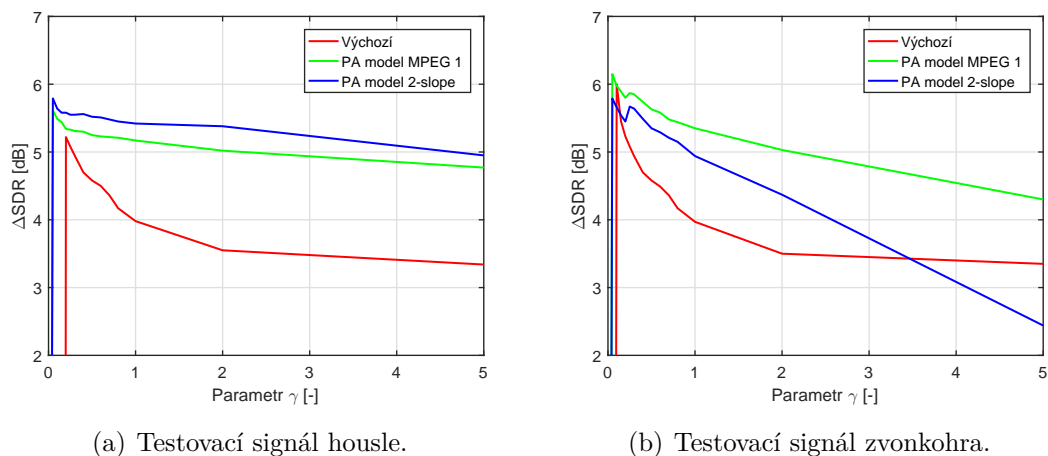 7
6
5
4
3
2
ΔSDR [dB]
Výchozí
PA model MPEG 1
PA model 2-slope
0 1 2 3 4 5
Parametr γ [-]
(a) Testovací signál housle.
7
6
5
4
3
2
ΔSDR [dB]
Výchozí
PA model MPEG 1
PA model 2-slope
0 1 2 3 4 5
Parametr γ [-]
(b) Testovací signál zvonkohra.